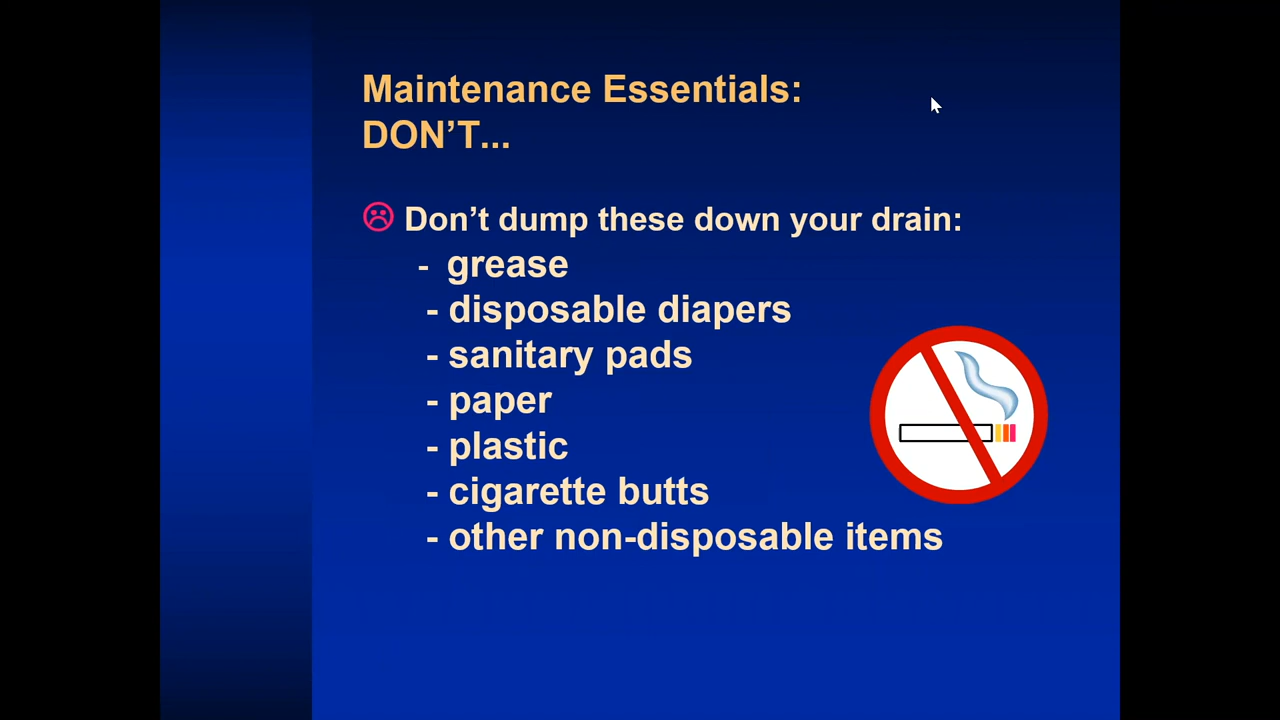 Maintenance Essentials:
DON’T...
Don’t dump these down your drain:
- grease
- disposable diapers
- sanitary pads
- paper
- plastic
- cigarette butts
- other non-disposable items